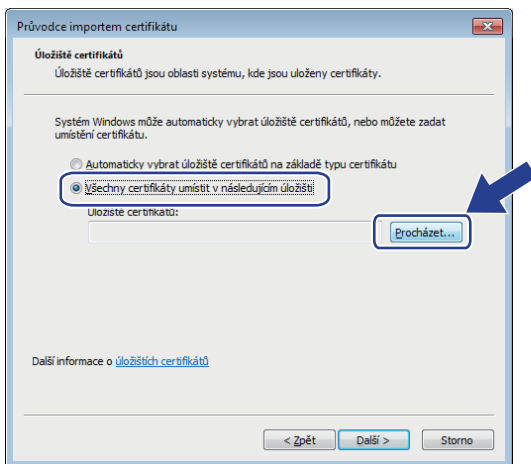 Průvodce importem certifikátu
Úložiště certifikátů
Úložiště certifikátů jsou oblasti systému, kde jsou uloženy certifikáty.
Systém Windows může automaticky vybrat úložiště certifikátů, nebo můžete zadat
umístění certifikátu.
Automaticky vybrat úložiště certifikátů na základě typu certifikátu
Všechny certifikáty umístit v následujícím úložišti
Úložiště certifikátů:
Procházet...
Další informace o úložištích certifikátů
< Zpět
Další >
Storno